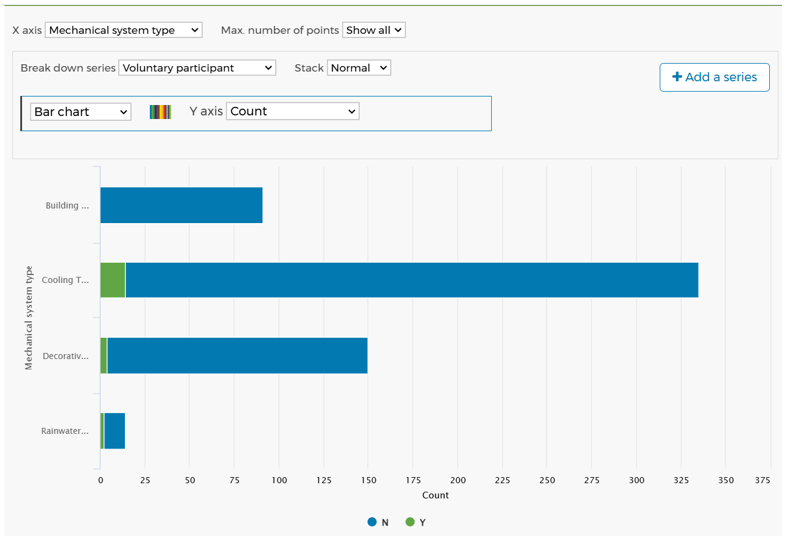 X axis Mechanical system type Max. number of points Show all
Break down series Voluntary participant Stack Normal
+ Add a series
Bar chart Y axis Count
Mechanical system type
Building ...
Cooling T...
Decorativ...
Rainwater...
0 25 50 75 100 125 150 175 200 225 250 275 300 325 350 375
Count
N Y